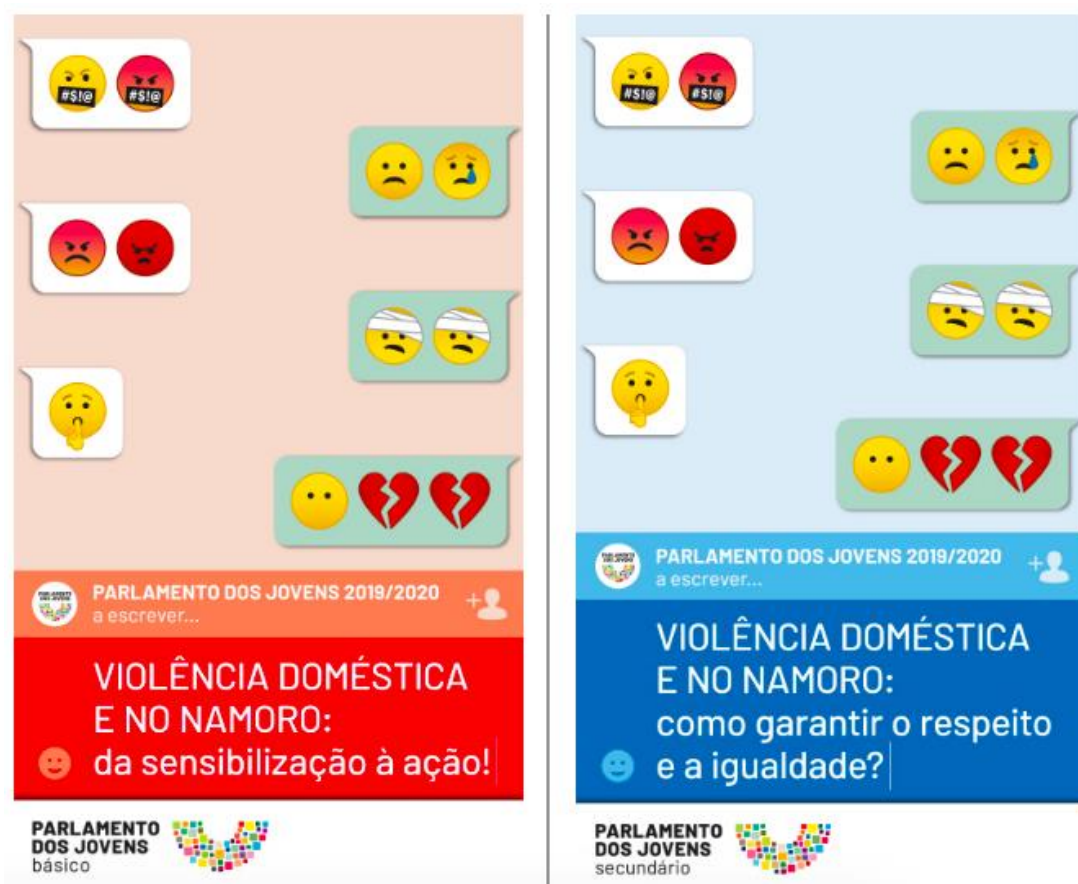 #$!@ #$!@
PARLAMENTO DOS JOVENS 2019/2020
a escrever...
VIOLÊNCIA DOMÉSTICA
E NO NAMORO:
da sensibilização à ação!
PARLAMENTO
DOS JOVENS
básico
#$!@ #$!@
PARLAMENTO DOS JOVENS 2019/2020
a escrever...
VIOLÊNCIA DOMÉSTICA
E NO NAMORO:
como garantir o respeito
e a igualdade?
PARLAMENTO
DOS JOVENS
secundário